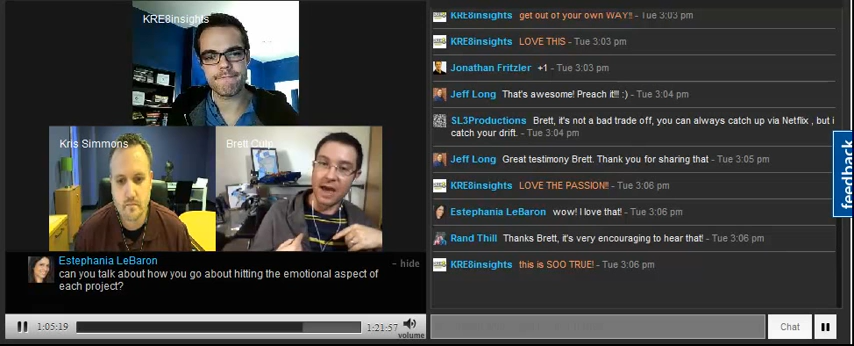 KRE8insights
Kris Simmons
Brett Culp
Estephania LeBaron
can you talk about how you go about hitting the emotional aspect of
each project?
– hide
1:05:19
1:21:57
volume
KRE8insights get out of your own WAY!! - Tue 3:03 pm
KRE8insights LOVE THIS - Tue 3:03 pm
Jonathan Fritzler +1 - Tue 3:03 pm
Jeff Long That's awesome! Preach it!!! :) - Tue 3:04 pm
SL3Productions Brett, it's not a bad trade off, you can always catch up via Netflix , but i
catch your drift. - Tue 3:04 pm
Jeff Long Great testimony Brett. Thank you for sharing that - Tue 3:05 pm
KRE8insights LOVE THE PASSION!! - Tue 3:06 pm
Estephania LeBaron wow! I love that! - Tue 3:06 pm
Rand Thill Thanks Brett, it's very encouraging to hear that! - Tue 3:06 pm
KRE8insights this is SOO TRUE! - Tue 3:06 pm
Chat
feedback